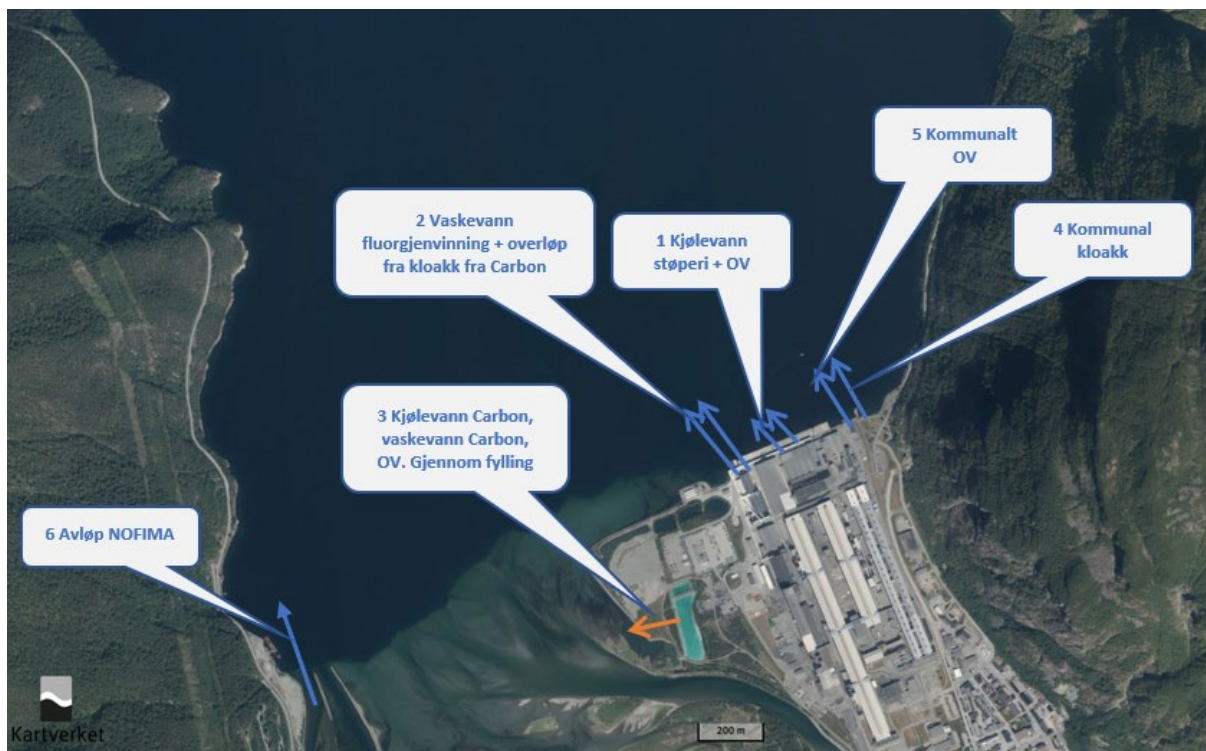 5 Kommunalt
OV
2 Vaskevann
fluorgjenvinning + overløp
fra kloakk fra Carbon
1 Kjølevann
støperi + OV
4 Kommunal
kloakk
3 Kjølevann Carbon,
vaskevann Carbon,
OV. Gjennom fylling
6 Avløp NOFIMA
Kartverket
200 m